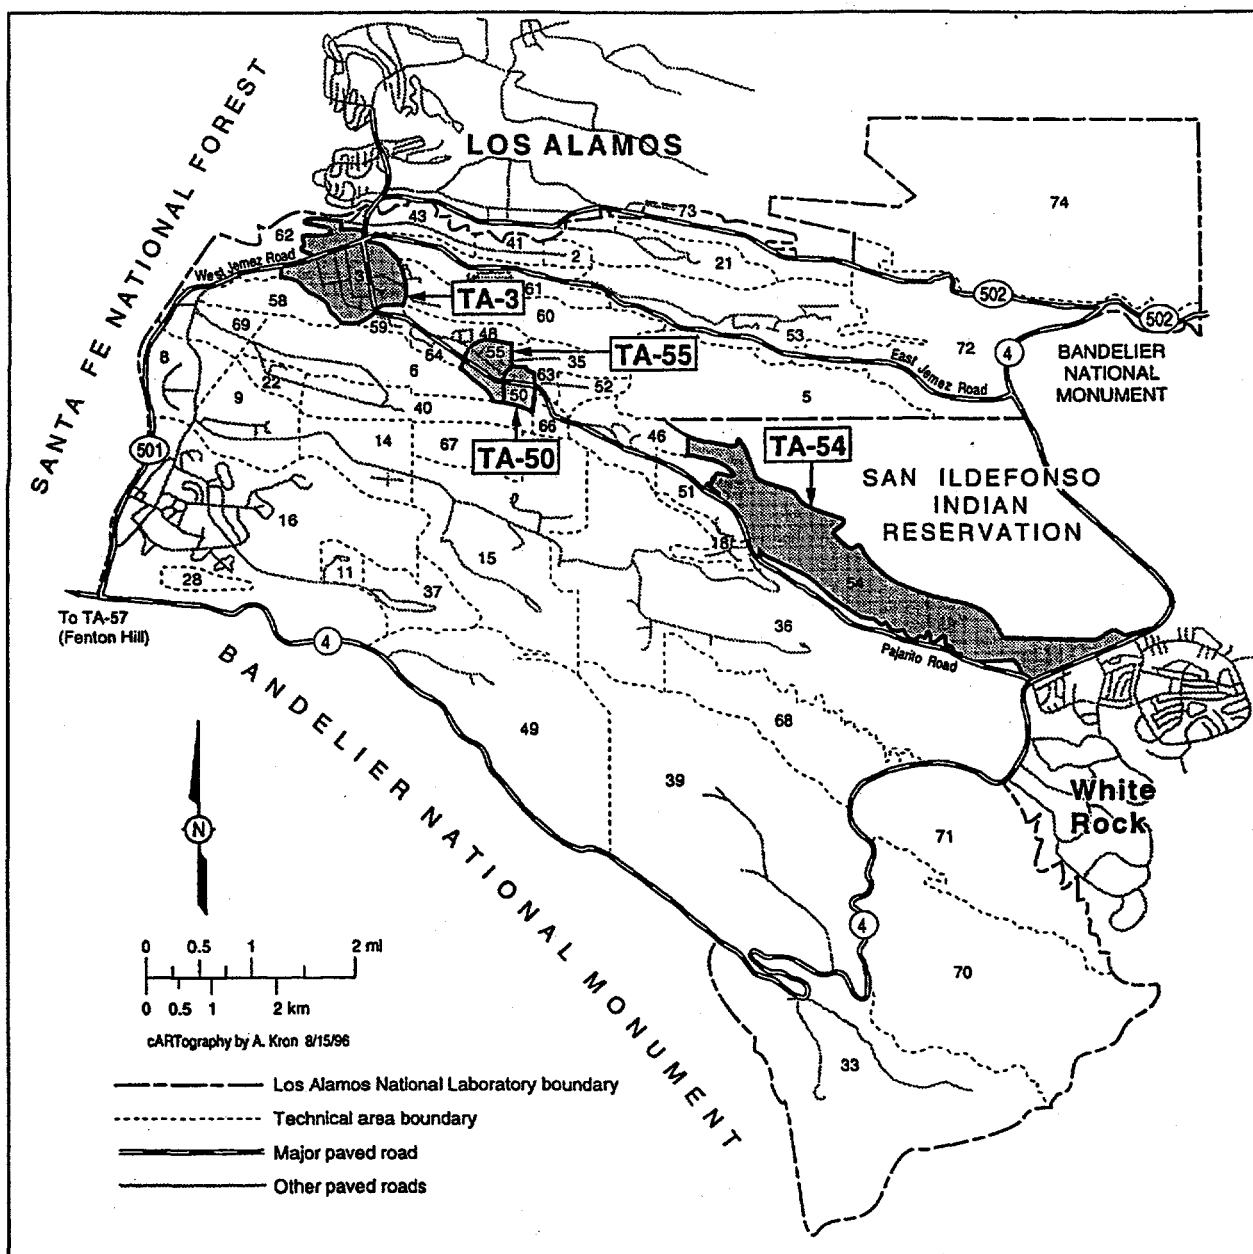 SANTA FE NATIONAL FOREST
LOS ALAMOS
74
73
43
62
41
West Jemez Road
2
21
3
TA-3
61
502
502
58
60
53
59
72
4
69
48
64
55
TA-55
35
BANDELIER
NATIONAL
MONUMENT
8
6
63
East Jemez Road
22
52
9
50
5
40
66
501
14
67
TA-50
46
TA-54
SAN ILDEFONSO
INDIAN
RESERVATION
51
16
18
15
28
11
54
37
To TA-57
(Fenton Hill)
36
4
Pajarito Road
BANDELIER NATIONAL MONUMENT
68
49
39
White
Rock
N
71
4
0 0.5 1 2 mi
70
0 0.5 1 2 km
cARTography by A. Kron 8/15/96
33
Los Alamos National Laboratory boundary
Technical area boundary
Major paved road
Other paved roads